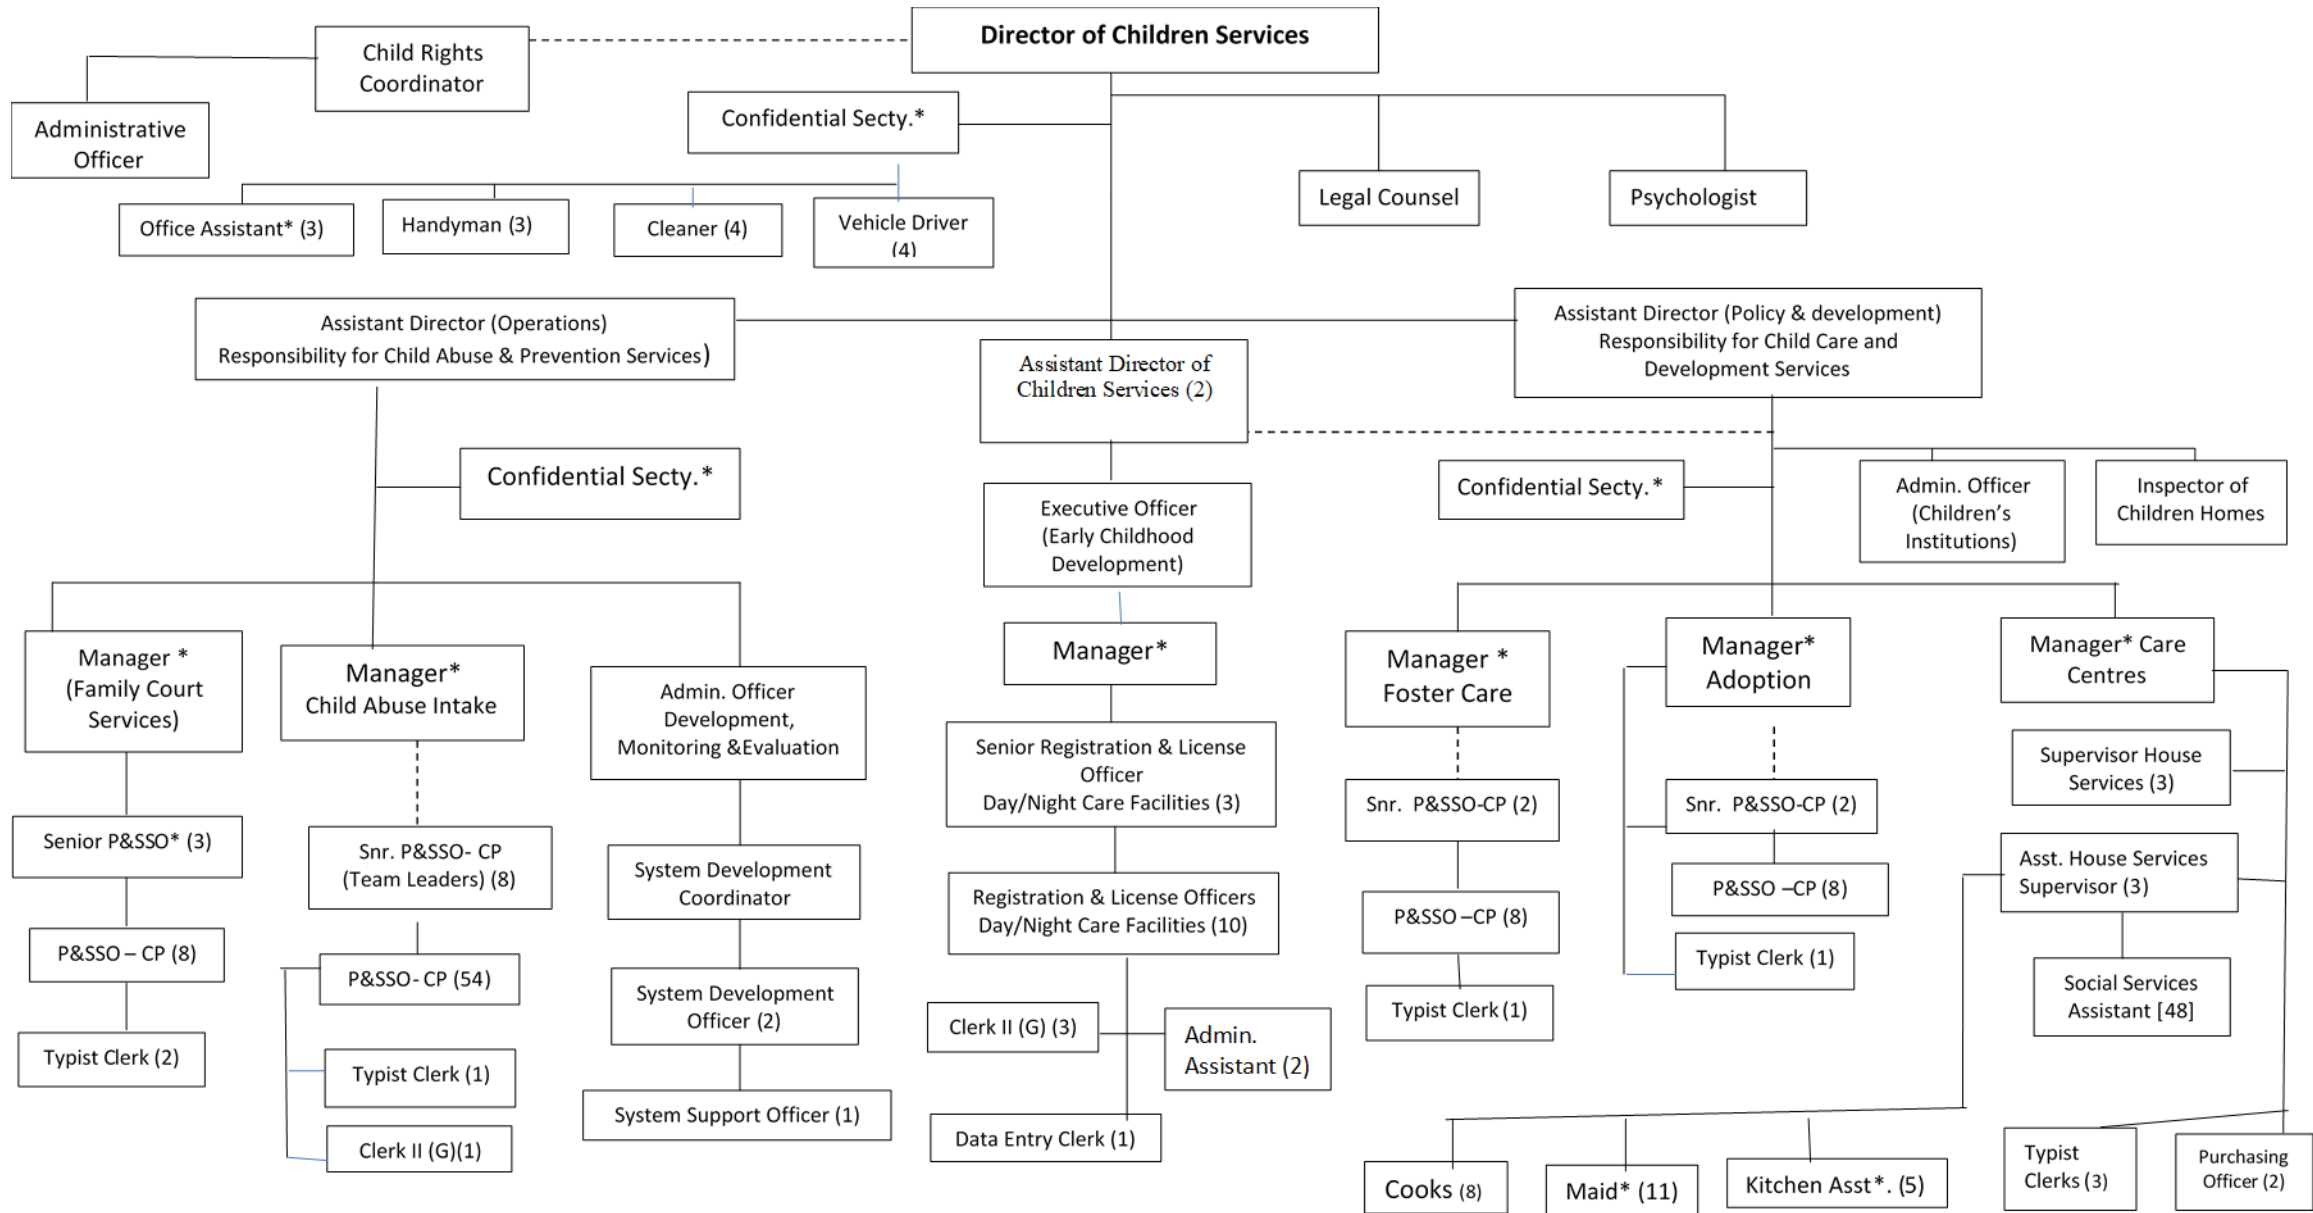 Director of Children Services
Child Rights
Coordinator
Confidential Secty.*
Administrative
Officer
Legal Counsel
Psychologist
Office Assistant* (3)
Handyman (3)
Cleaner (4)
Vehicle Driver
(4)
Assistant Director (Operations)
Responsibility for Child Abuse & Prevention Services)
Assistant Director of
Children Services (2)
Assistant Director (Policy & development)
Responsibility for Child Care and
Development Services
Confidential Secty.*
Executive Officer
(Early Childhood
Development)
Confidential Secty.*
Admin. Officer
(Children's
Institutions)
Inspector of
Children Homes
Manager *
(Family Court
Services)
Manager*
Child Abuse Intake
Admin. Officer
Development,
Monitoring &Evaluation
Manager*
Manager *
Foster Care
Manager*
Adoption
Manager* Care
Centres
Senior P&SSO* (3)
Snr. P&SSO- CP
(Team Leaders) (8)
System Development
Coordinator
Senior Registration & License
Officer
Day/Night Care Facilities (3)
Snr. P&SSO-CP (2)
Snr. P&SSO-CP (2)
Supervisor House
Services (3)
P&SSO – CP (8)
P&SSO- CP (54)
System Development
Officer (2)
Registration & License Officers
Day/Night Care Facilities (10)
P&SSO –CP (8)
P&SSO –CP (8)
Asst. House Services
Supervisor (3)
Typist Clerk (2)
Typist Clerk (1)
Clerk II (G)(1)
System Support Officer (1)
Clerk II (G) (3)
Admin.
Assistant (2)
Data Entry Clerk (1)
Typist Clerk (1)
Typist Clerk (1)
Social Services
Assistant [48]
Cooks (8)
Maid* (11)
Kitchen Asst*. (5)
Typist
Clerks (3)
Purchasing
Officer (2)